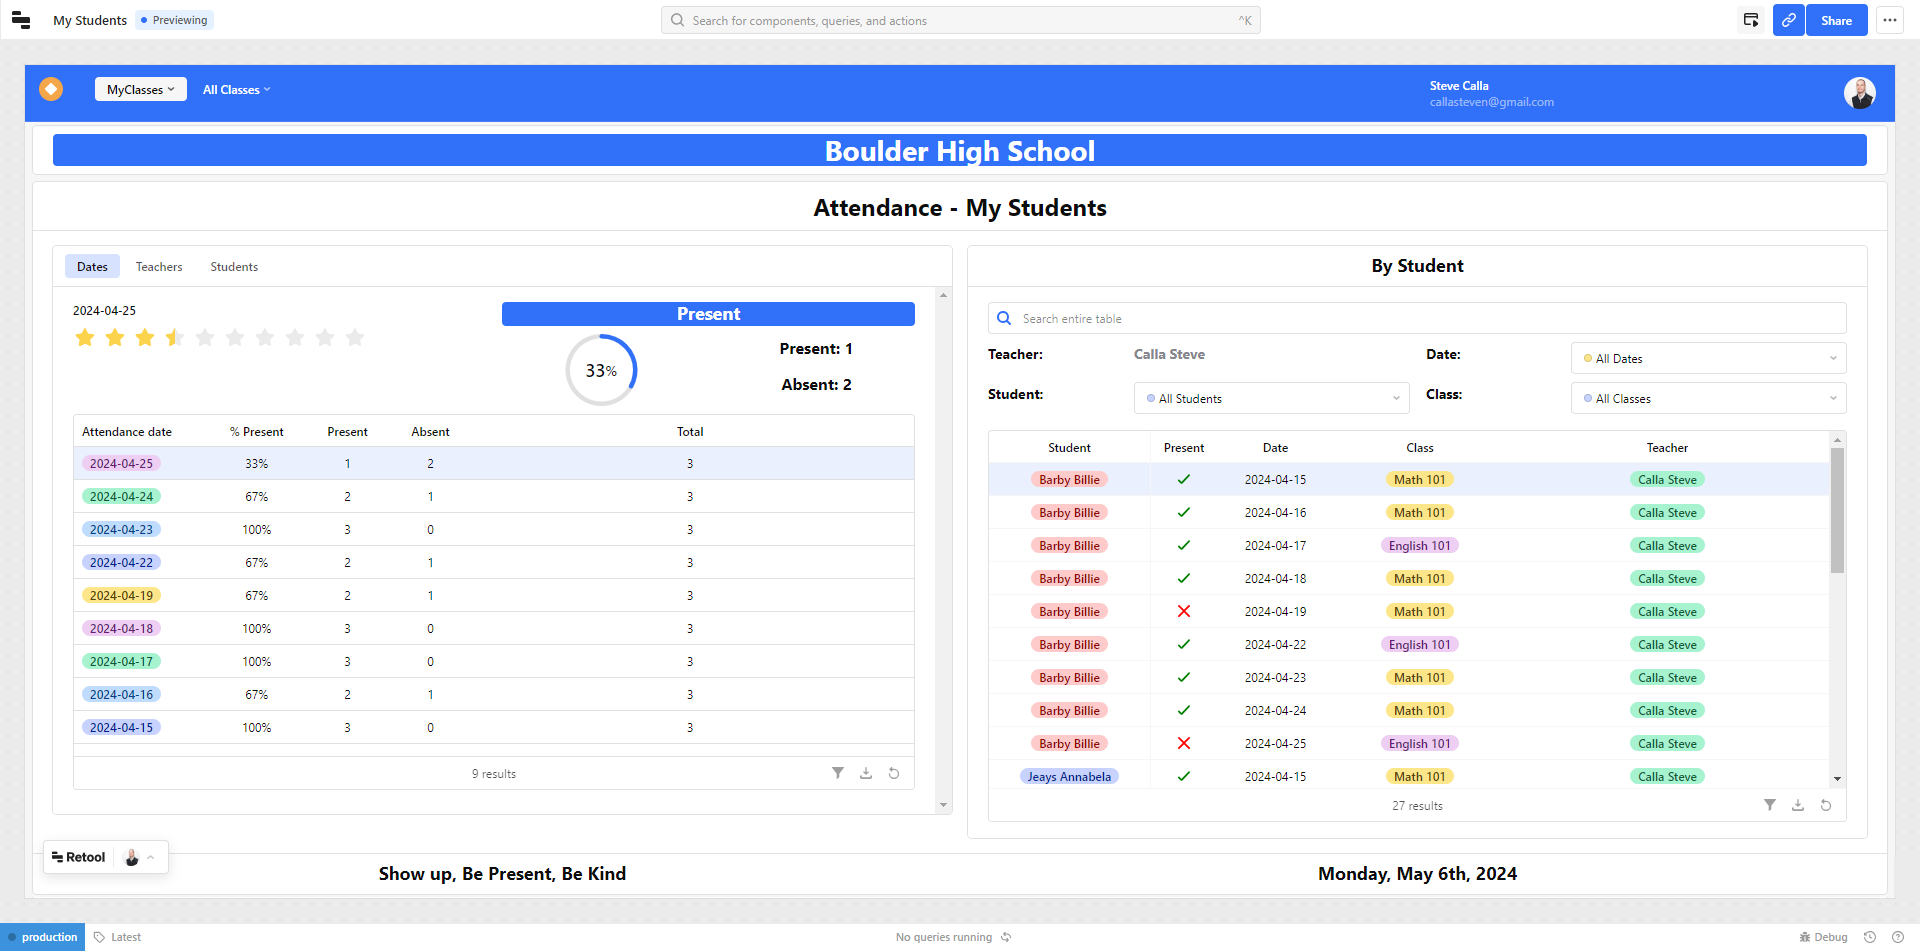 My Students Previewing Search for components, queries, and actions ^K Share
MyClasses All Classes Steve Calla
callasteven@gmail.com
Boulder High School
Attendance - My Students
Dates Teachers Students
2024-04-25
Present
33%
Present: 1
Absent: 2
Attendance date % Present Present Absent Total
2024-04-25 33% 1 2 3
2024-04-24 67% 2 1 3
2024-04-23 100% 3 0 3
2024-04-22 67% 2 1 3
2024-04-19 67% 2 1 3
2024-04-18 100% 3 0 3
2024-04-17 100% 3 0 3
2024-04-16 67% 2 1 3
2024-04-15 100% 3 0 3
9 results
By Student
Search entire table
Teacher: Calla Steve Date: All Dates
Student: All Students Class: All Classes
Student Present Date Class Teacher
Barby Billie 2024-04-15 Math 101 Calla Steve
Barby Billie 2024-04-16 Math 101 Calla Steve
Barby Billie 2024-04-17 English 101 Calla Steve
Barby Billie 2024-04-18 Math 101 Calla Steve
Barby Billie 2024-04-19 Math 101 Calla Steve
Barby Billie 2024-04-22 English 101 Calla Steve
Barby Billie 2024-04-23 Math 101 Calla Steve
Barby Billie 2024-04-24 Math 101 Calla Steve
Barby Billie 2024-04-25 English 101 Calla Steve
Jeays Annabela 2024-04-15 Math 101 Calla Steve
27 results
Retool
Show up, Be Present, Be Kind Monday, May 6th, 2024
production Latest No queries running Debug